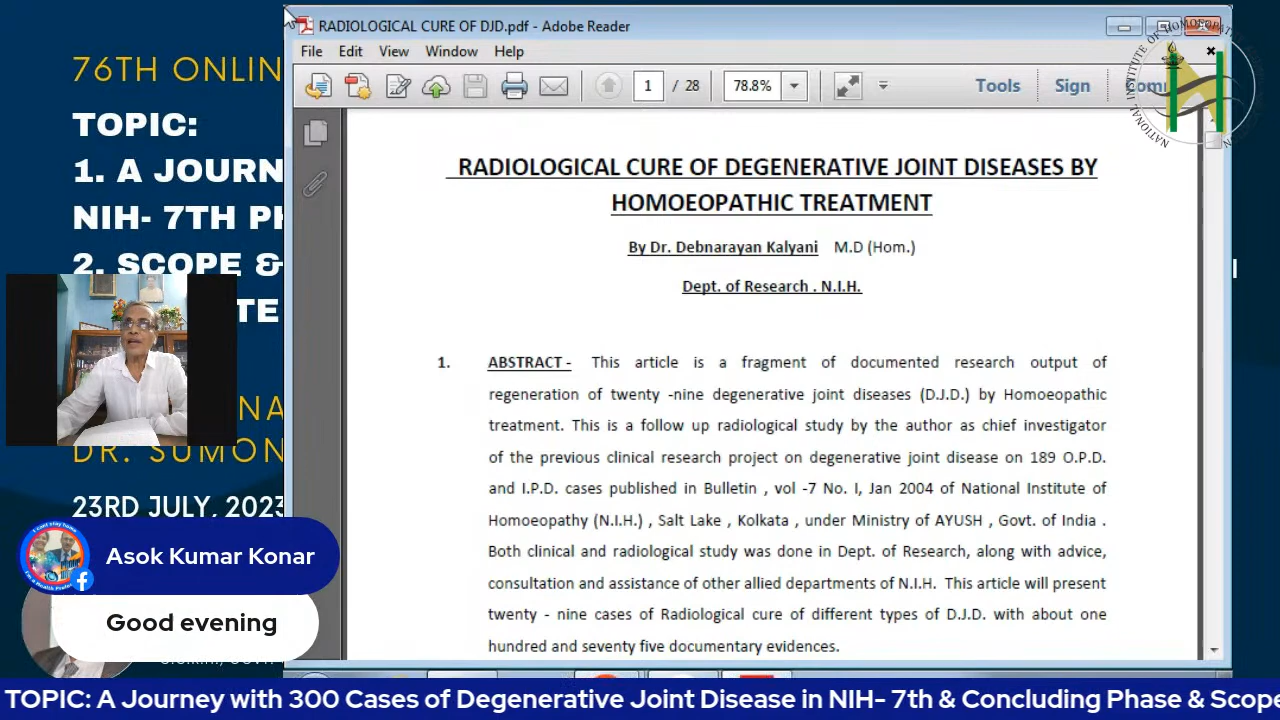 RADIOLOGICAL CURE OF DJD.pdf - Adobe Reader
File Edit View Window Help
1 / 28 78.8% Tools Sign
76TH ONLIN
TOPIC:
1. A JOURN
NIH- 7TH PH
2. SCOPE &
TE
NA
DR. SUMON
23RD JULY, 2023
RADIOLOGICAL CURE OF DEGENERATIVE JOINT DISEASES BY
HOMOEOPATHIC TREATMENT
By Dr. Debnarayan Kalyani M.D (Hom.)
Dept. of Research . N.I.H.
1. ABSTRACT - This article is a fragment of documented research output of
regeneration of twenty -nine degenerative joint diseases (D.J.D.) by Homoeopathic
treatment. This is a follow up radiological study by the author as chief investigator
of the previous clinical research project on degenerative joint disease on 189 O.P.D.
and I.P.D. cases published in Bulletin , vol -7 No. I, Jan 2004 of National Institute of
Homoeopathy (N.I.H.) , Salt Lake , Kolkata , under Ministry of AYUSH , Govt. of India .
Both clinical and radiological study was done in Dept. of Research, along with advice,
consultation and assistance of other allied departments of N.I.H. This article will present
twenty - nine cases of Radiological cure of different types of D.J.D. with about one
hundred and seventy five documentary evidences.
Asok Kumar Konar
Good evening
TOPIC: A Journey with 300 Cases of Degenerative Joint Disease in NIH- 7th & Concluding Phase & Scope